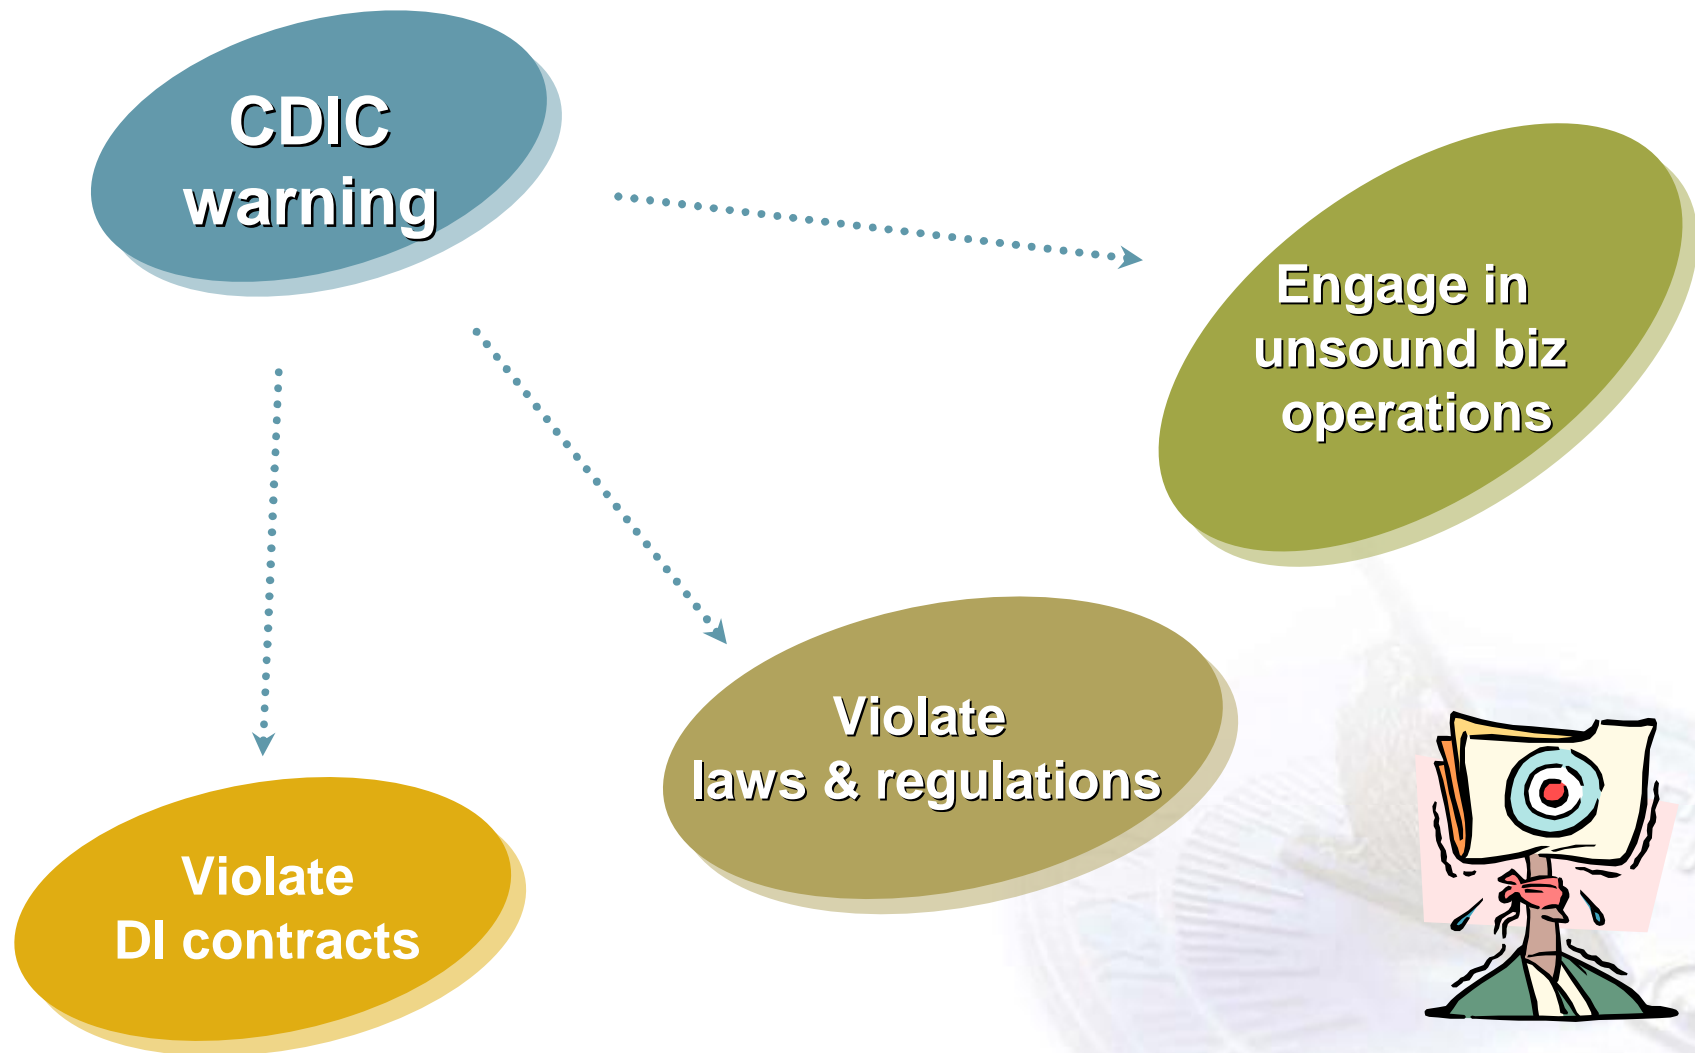 CDIC
warning
Engage in
unsound biz
operations
Violate
laws & regulations
Violate
DI contracts